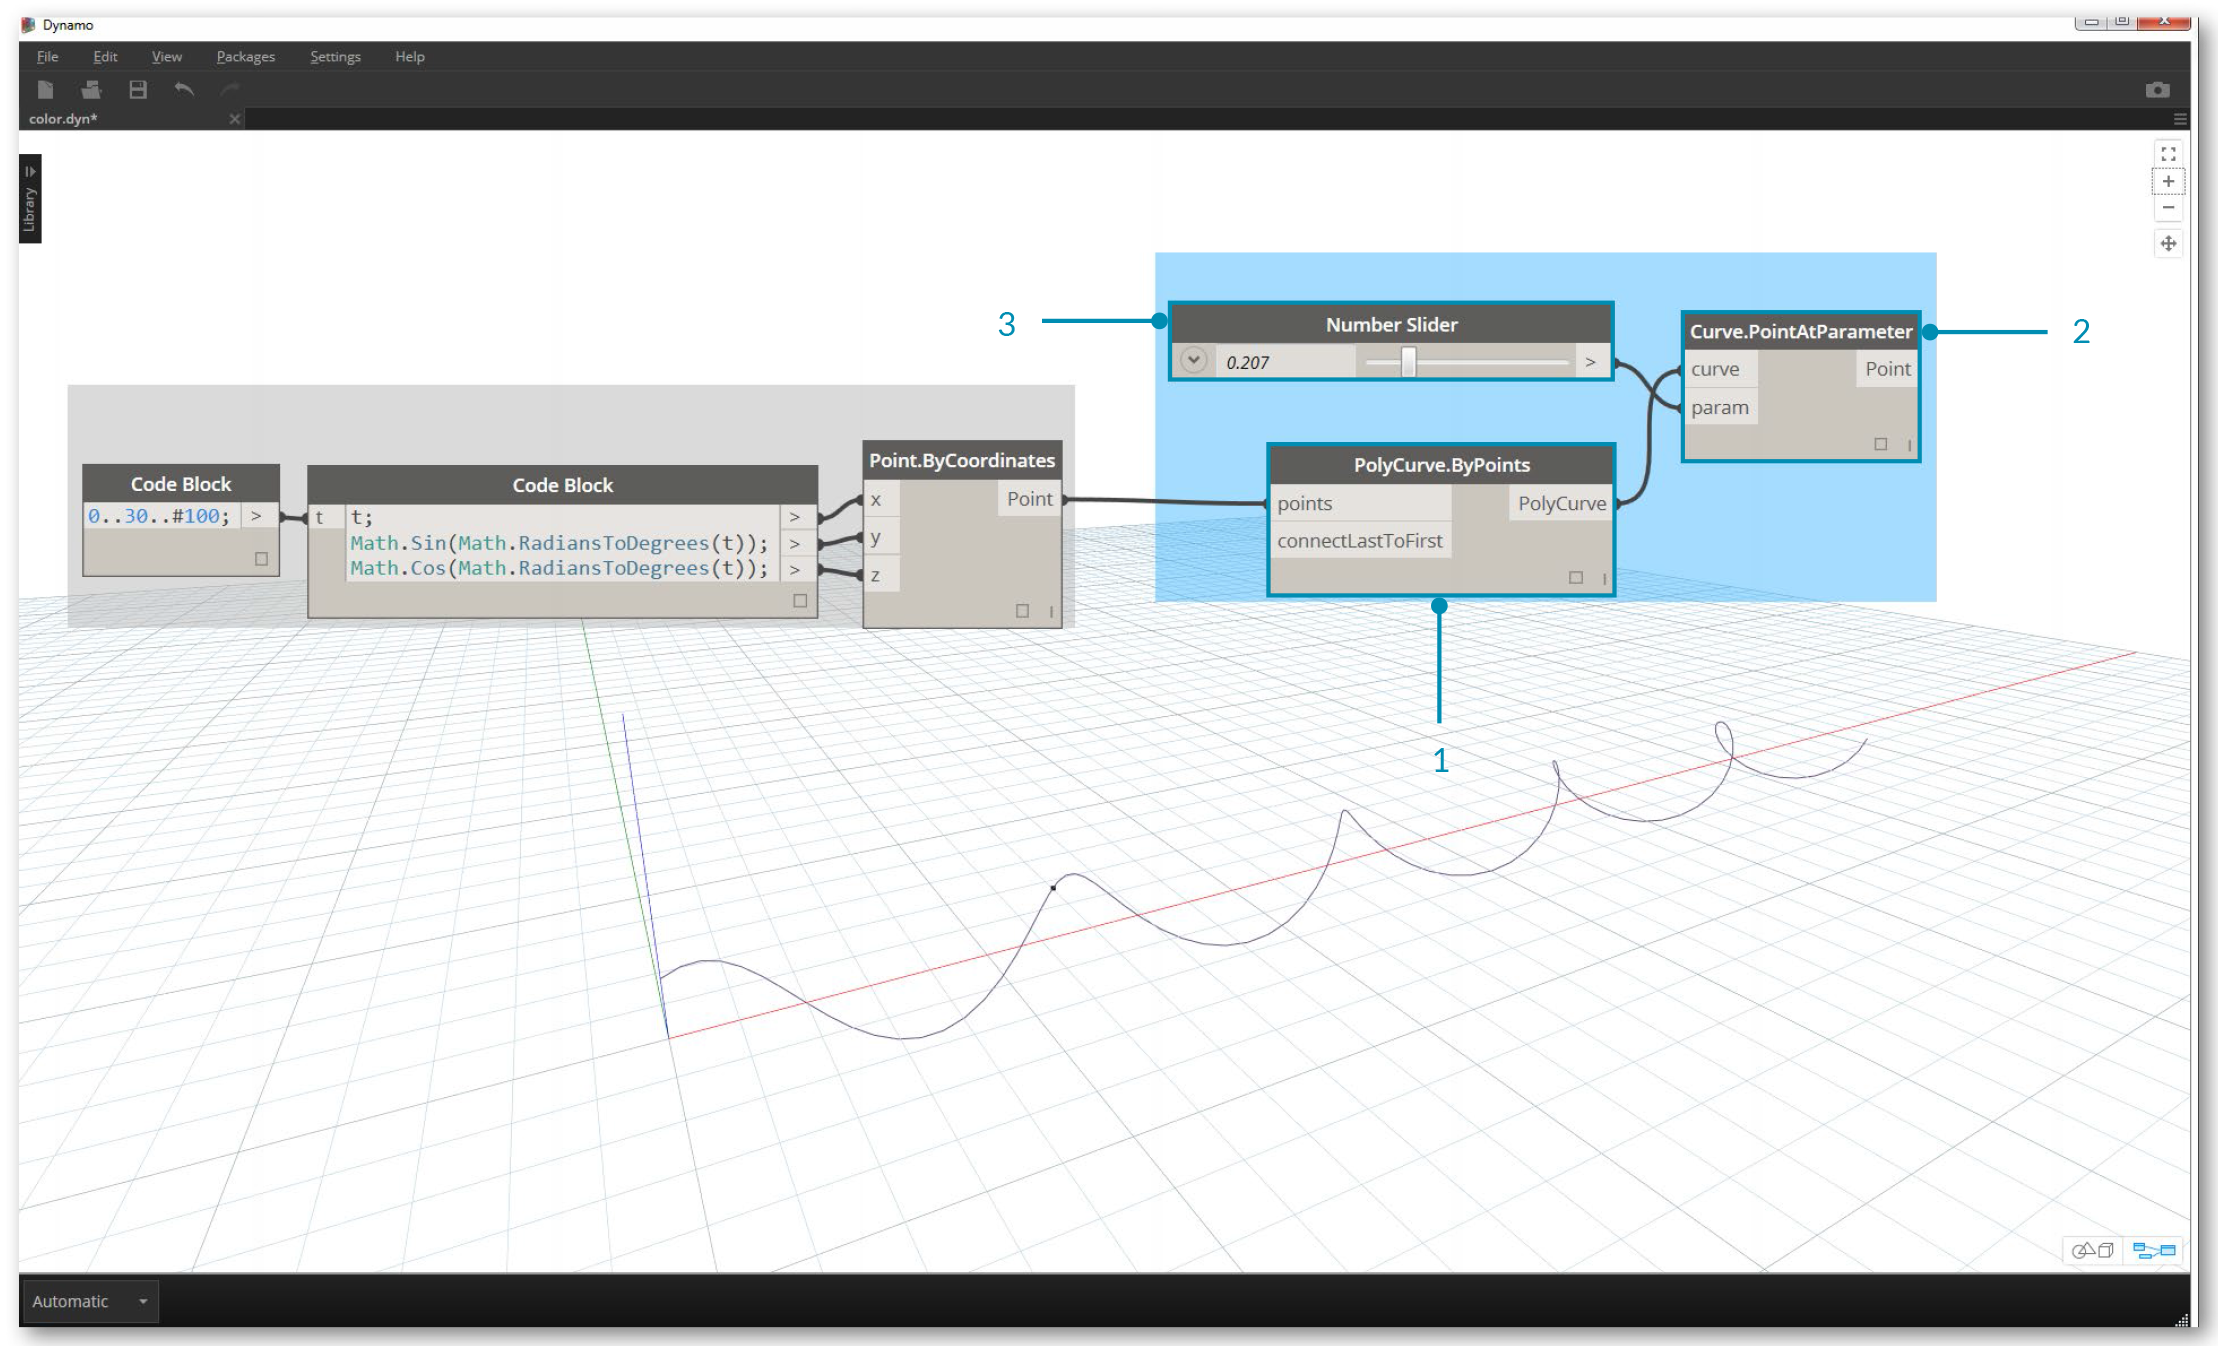 Dynamo
File Edit View Packages Settings Help
color.dyn*
Library
3
Number Slider
0.207
>
Curve.PointAtParameter
curve Point
param
2
Code Block
0..30..#100; >
Code Block
t t; >
Math.Sin(Math.RadiansToDegrees(t)); >
Math.Cos(Math.RadiansToDegrees(t)); >
Point.ByCoordinates
x Point
y
z
PolyCurve.ByPoints
points PolyCurve
connectLastToFirst
1
Automatic